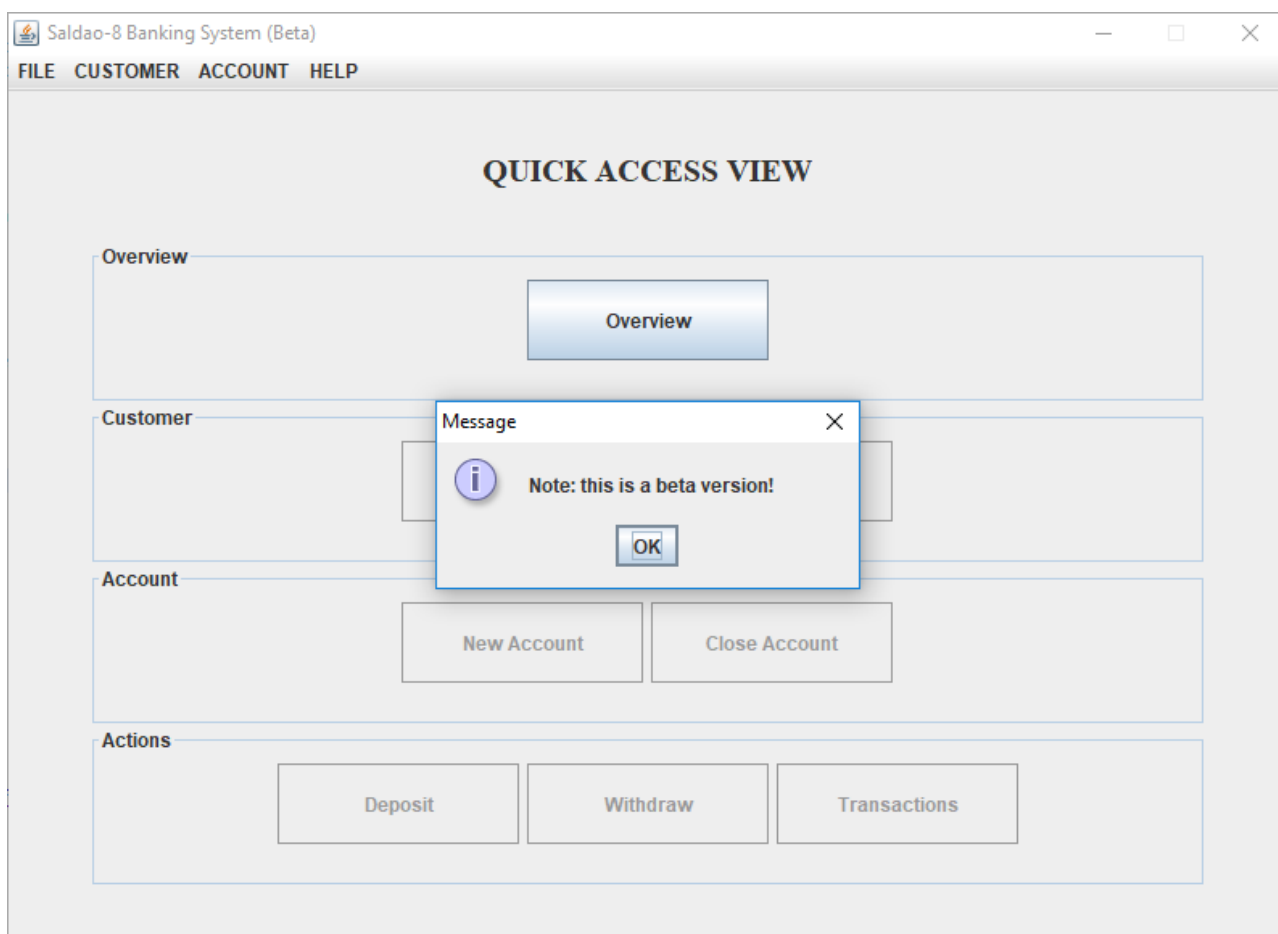 Saldao-8 Banking System (Beta)
FILE CUSTOMER ACCOUNT HELP
QUICK ACCESS VIEW
Overview
Overview
Customer
Message
Note: this is a beta version!
OK
Account
New Account Close Account
Actions
Deposit Withdraw Transactions